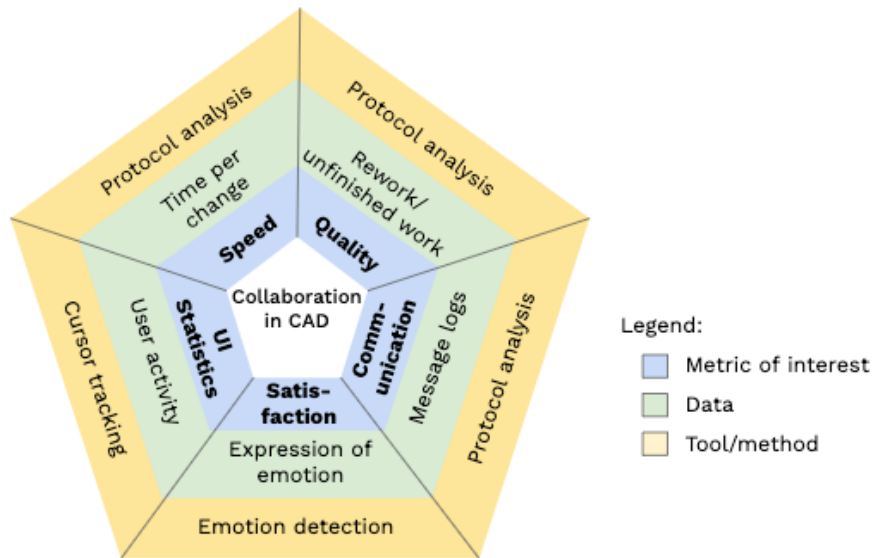 Protocol analysis
Protocol analysis
Time per
change
Rework/
unfinished work
Speed
Quality
Collaboration
in CAD
Cursor tracking
User activity
UI
Statistics
Comm-
unication
Message logs
Protocol analysis
Satis-
faction
Expression of
emotion
Emotion detection
Legend:
Metric of interest
Data
Tool/method